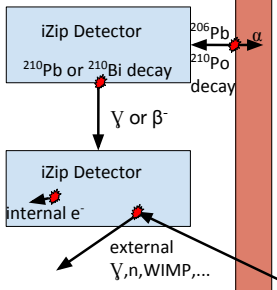 iZip Detector
²¹⁰Pb or ²¹⁰Bi decay
²⁰⁶Pb
α
²¹⁰Po
decay
Ɣ or β⁻
iZip Detector
internal e⁻
external
Ɣ,n,WIMP,...